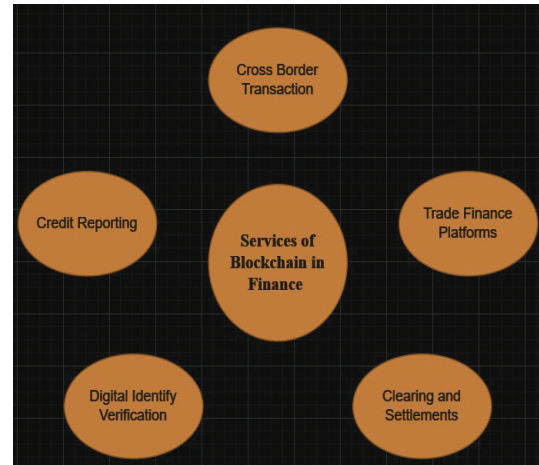 Cross Border
Transaction
Credit Reporting
Trade Finance
Platforms
Services of
Blockchain in
Finance
Digital Identify
Verification
Clearing and
Settlements